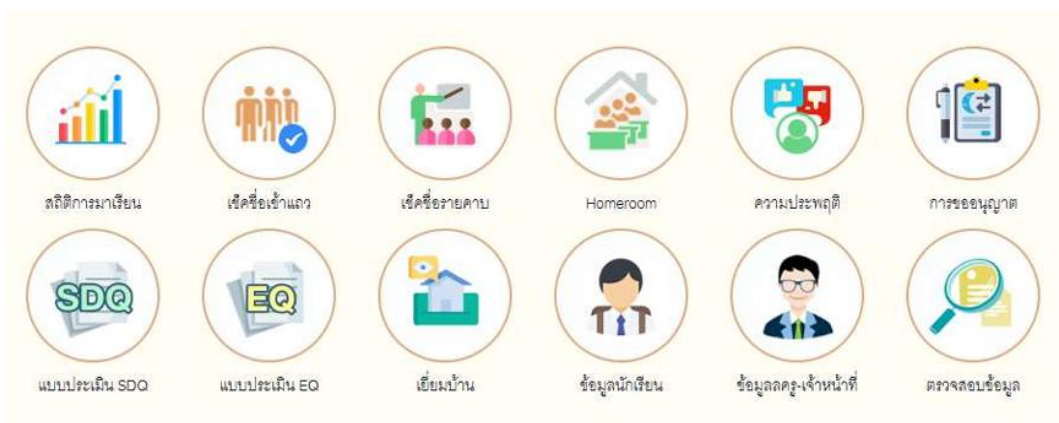 สถิติการมาเรียน
เช็คชื่อเข้าแถว
เช็คชื่อรายคาบ
Homeroom
ความประพฤติ
การขออนุญาต
SDQ
EQ
แบบประเมิน SDQ
แบบประเมิน EQ
เยี่ยมบ้าน
ข้อมูลนักเรียน
ข้อมูลลครู-เจ้าหน้าที่
ตรวจสอบข้อมูล